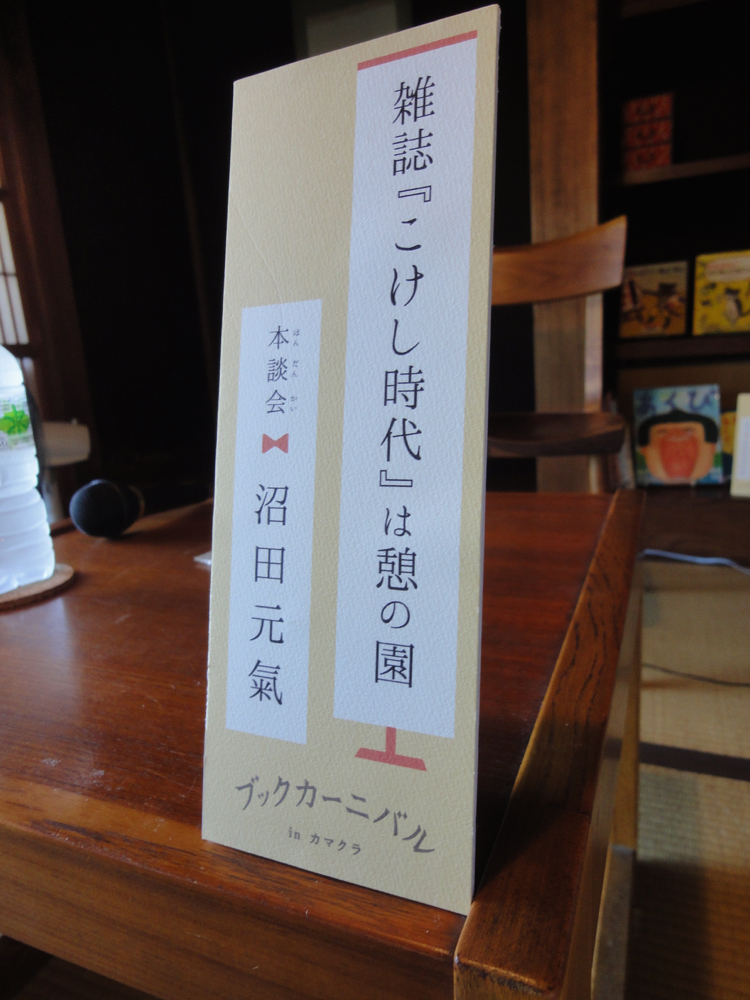 雑誌『こけし時代』は憩の園
本談会
ほん だん かい
沼田元氣
ブックカーニバル
in カマクラ